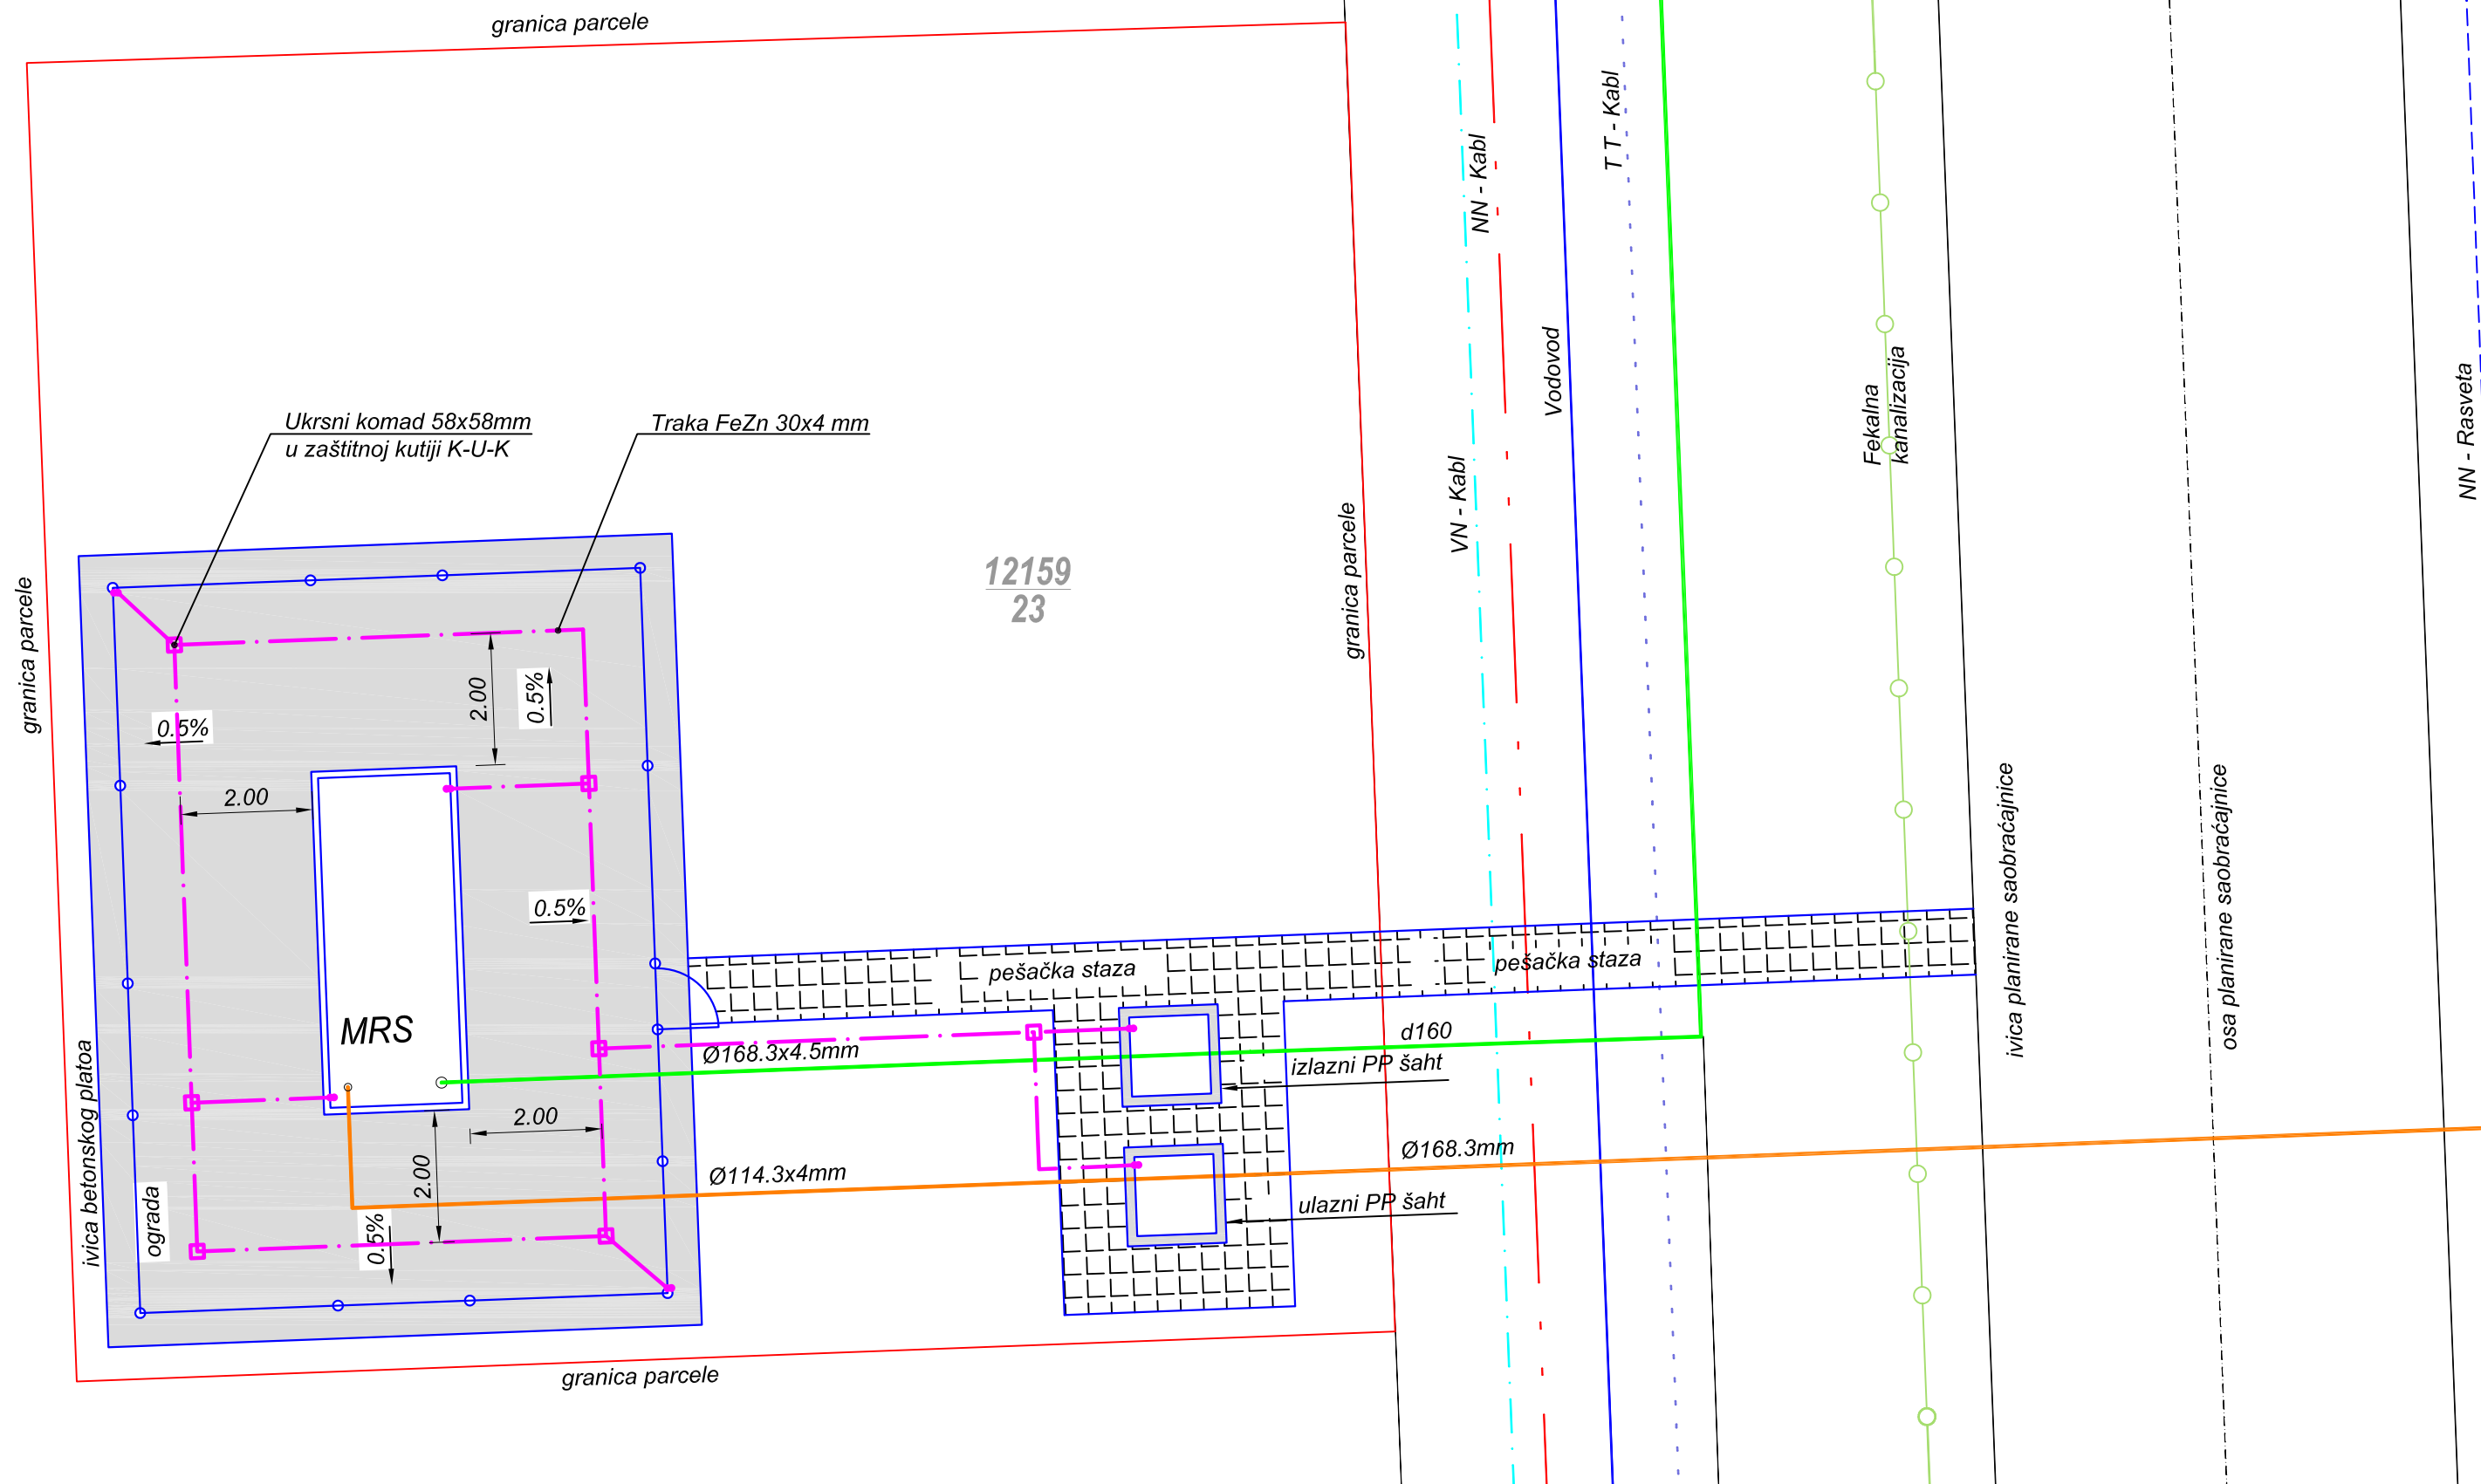 granica parcele
NN - Kabl
T T - Kabl
Vodovod
VN - Kabl
Fekalna
kanalizacija
NN - Rasveta
Ukrsni komad 58x58mm
u zaštitnoj kutiji K-U-K
Traka FeZn 30x4 mm
12159
23
granica parcele
granica parcele
2.00
0.5%
0.5%
2.00
0.5%
ivica planirane saobraćajnice
osa planirane saobraćajnice
pešačka staza
pešačka staza
MRS
Ø168.3x4.5mm
d160
izlazni PP šaht
2.00
2.00
Ø114.3x4mm
Ø168.3mm
ulazni PP šaht
ivica betonskog platoa
ograda
0.5%
granica parcele